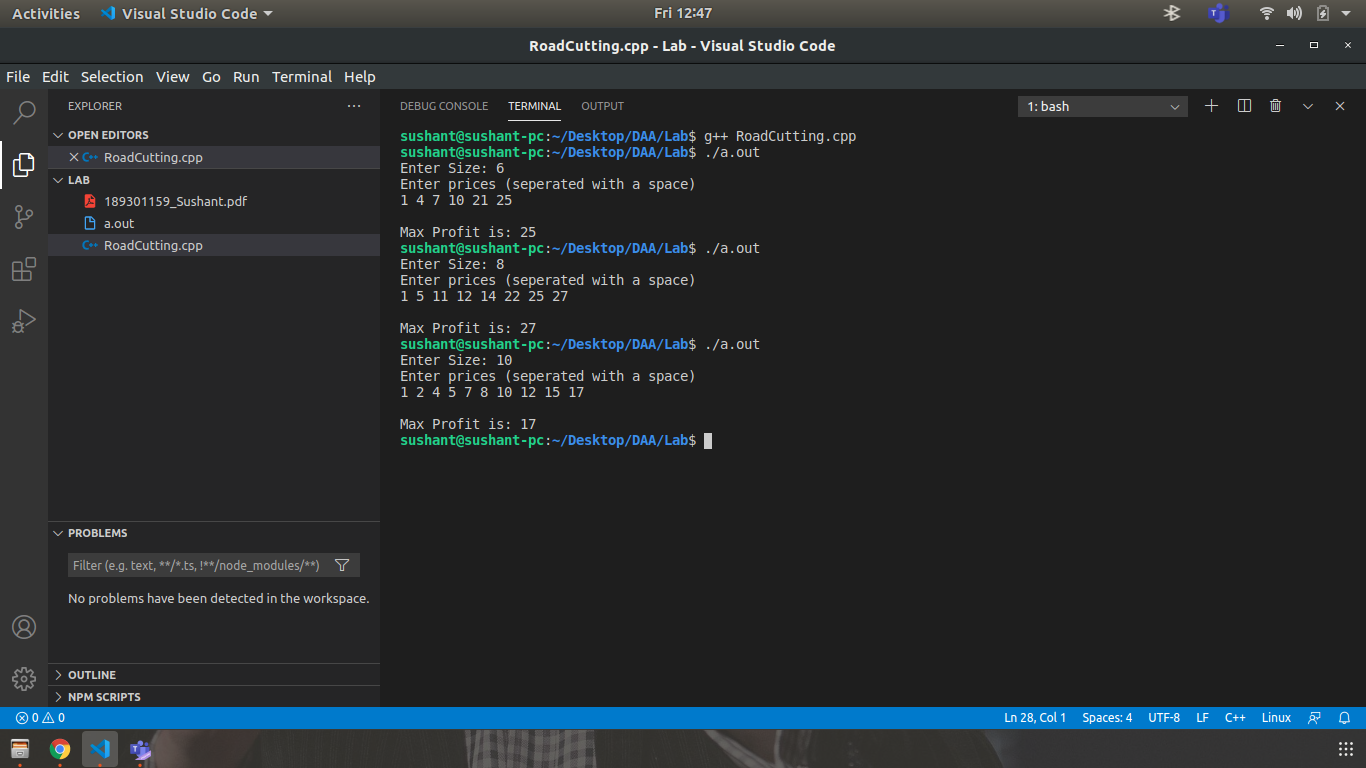 Activities Visual Studio Code Fri 12:47
RoadCutting.cpp - Lab - Visual Studio Code
File Edit Selection View Go Run Terminal Help
EXPLORER
OPEN EDITORS
RoadCutting.cpp
LAB
189301159_Sushant.pdf
a.out
RoadCutting.cpp
PROBLEMS
Filter (e.g. text, **/*.ts, !**/node_modules/**)
No problems have been detected in the workspace.
OUTLINE
NPM SCRIPTS
DEBUG CONSOLE TERMINAL OUTPUT 1: bash
sushant@sushant-pc:~/Desktop/DAA/Lab$ g++ RoadCutting.cpp
sushant@sushant-pc:~/Desktop/DAA/Lab$ ./a.out
Enter Size: 6
Enter prices (seperated with a space)
1 4 7 10 21 25
Max Profit is: 25
sushant@sushant-pc:~/Desktop/DAA/Lab$ ./a.out
Enter Size: 8
Enter prices (seperated with a space)
1 5 11 12 14 22 25 27
Max Profit is: 27
sushant@sushant-pc:~/Desktop/DAA/Lab$ ./a.out
Enter Size: 10
Enter prices (seperated with a space)
1 2 4 5 7 8 10 12 15 17
Max Profit is: 17
sushant@sushant-pc:~/Desktop/DAA/Lab$
0 0 Ln 28, Col 1 Spaces: 4 UTF-8 LF C++ Linux